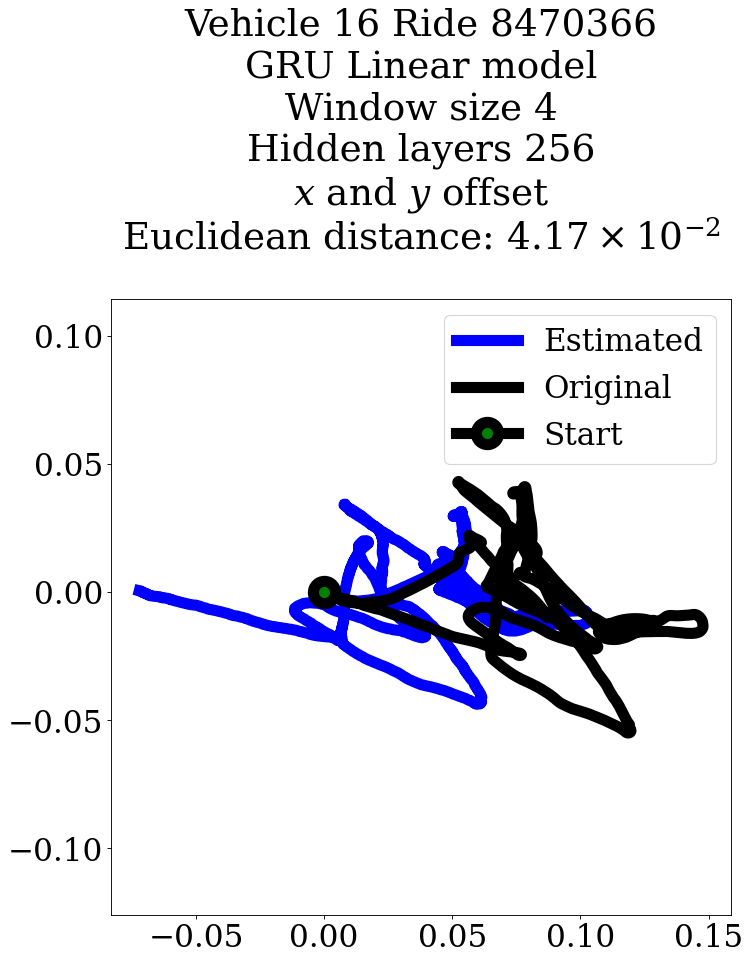 Vehicle 16 Ride 8470366
GRU Linear model
Window size 4
Hidden layers 256
x and y offset
Euclidean distance: 4.17 × 10⁻²
Estimated
Original
Start
0.10
0.05
0.00
−0.05
−0.10
−0.05 0.00 0.05 0.10 0.15